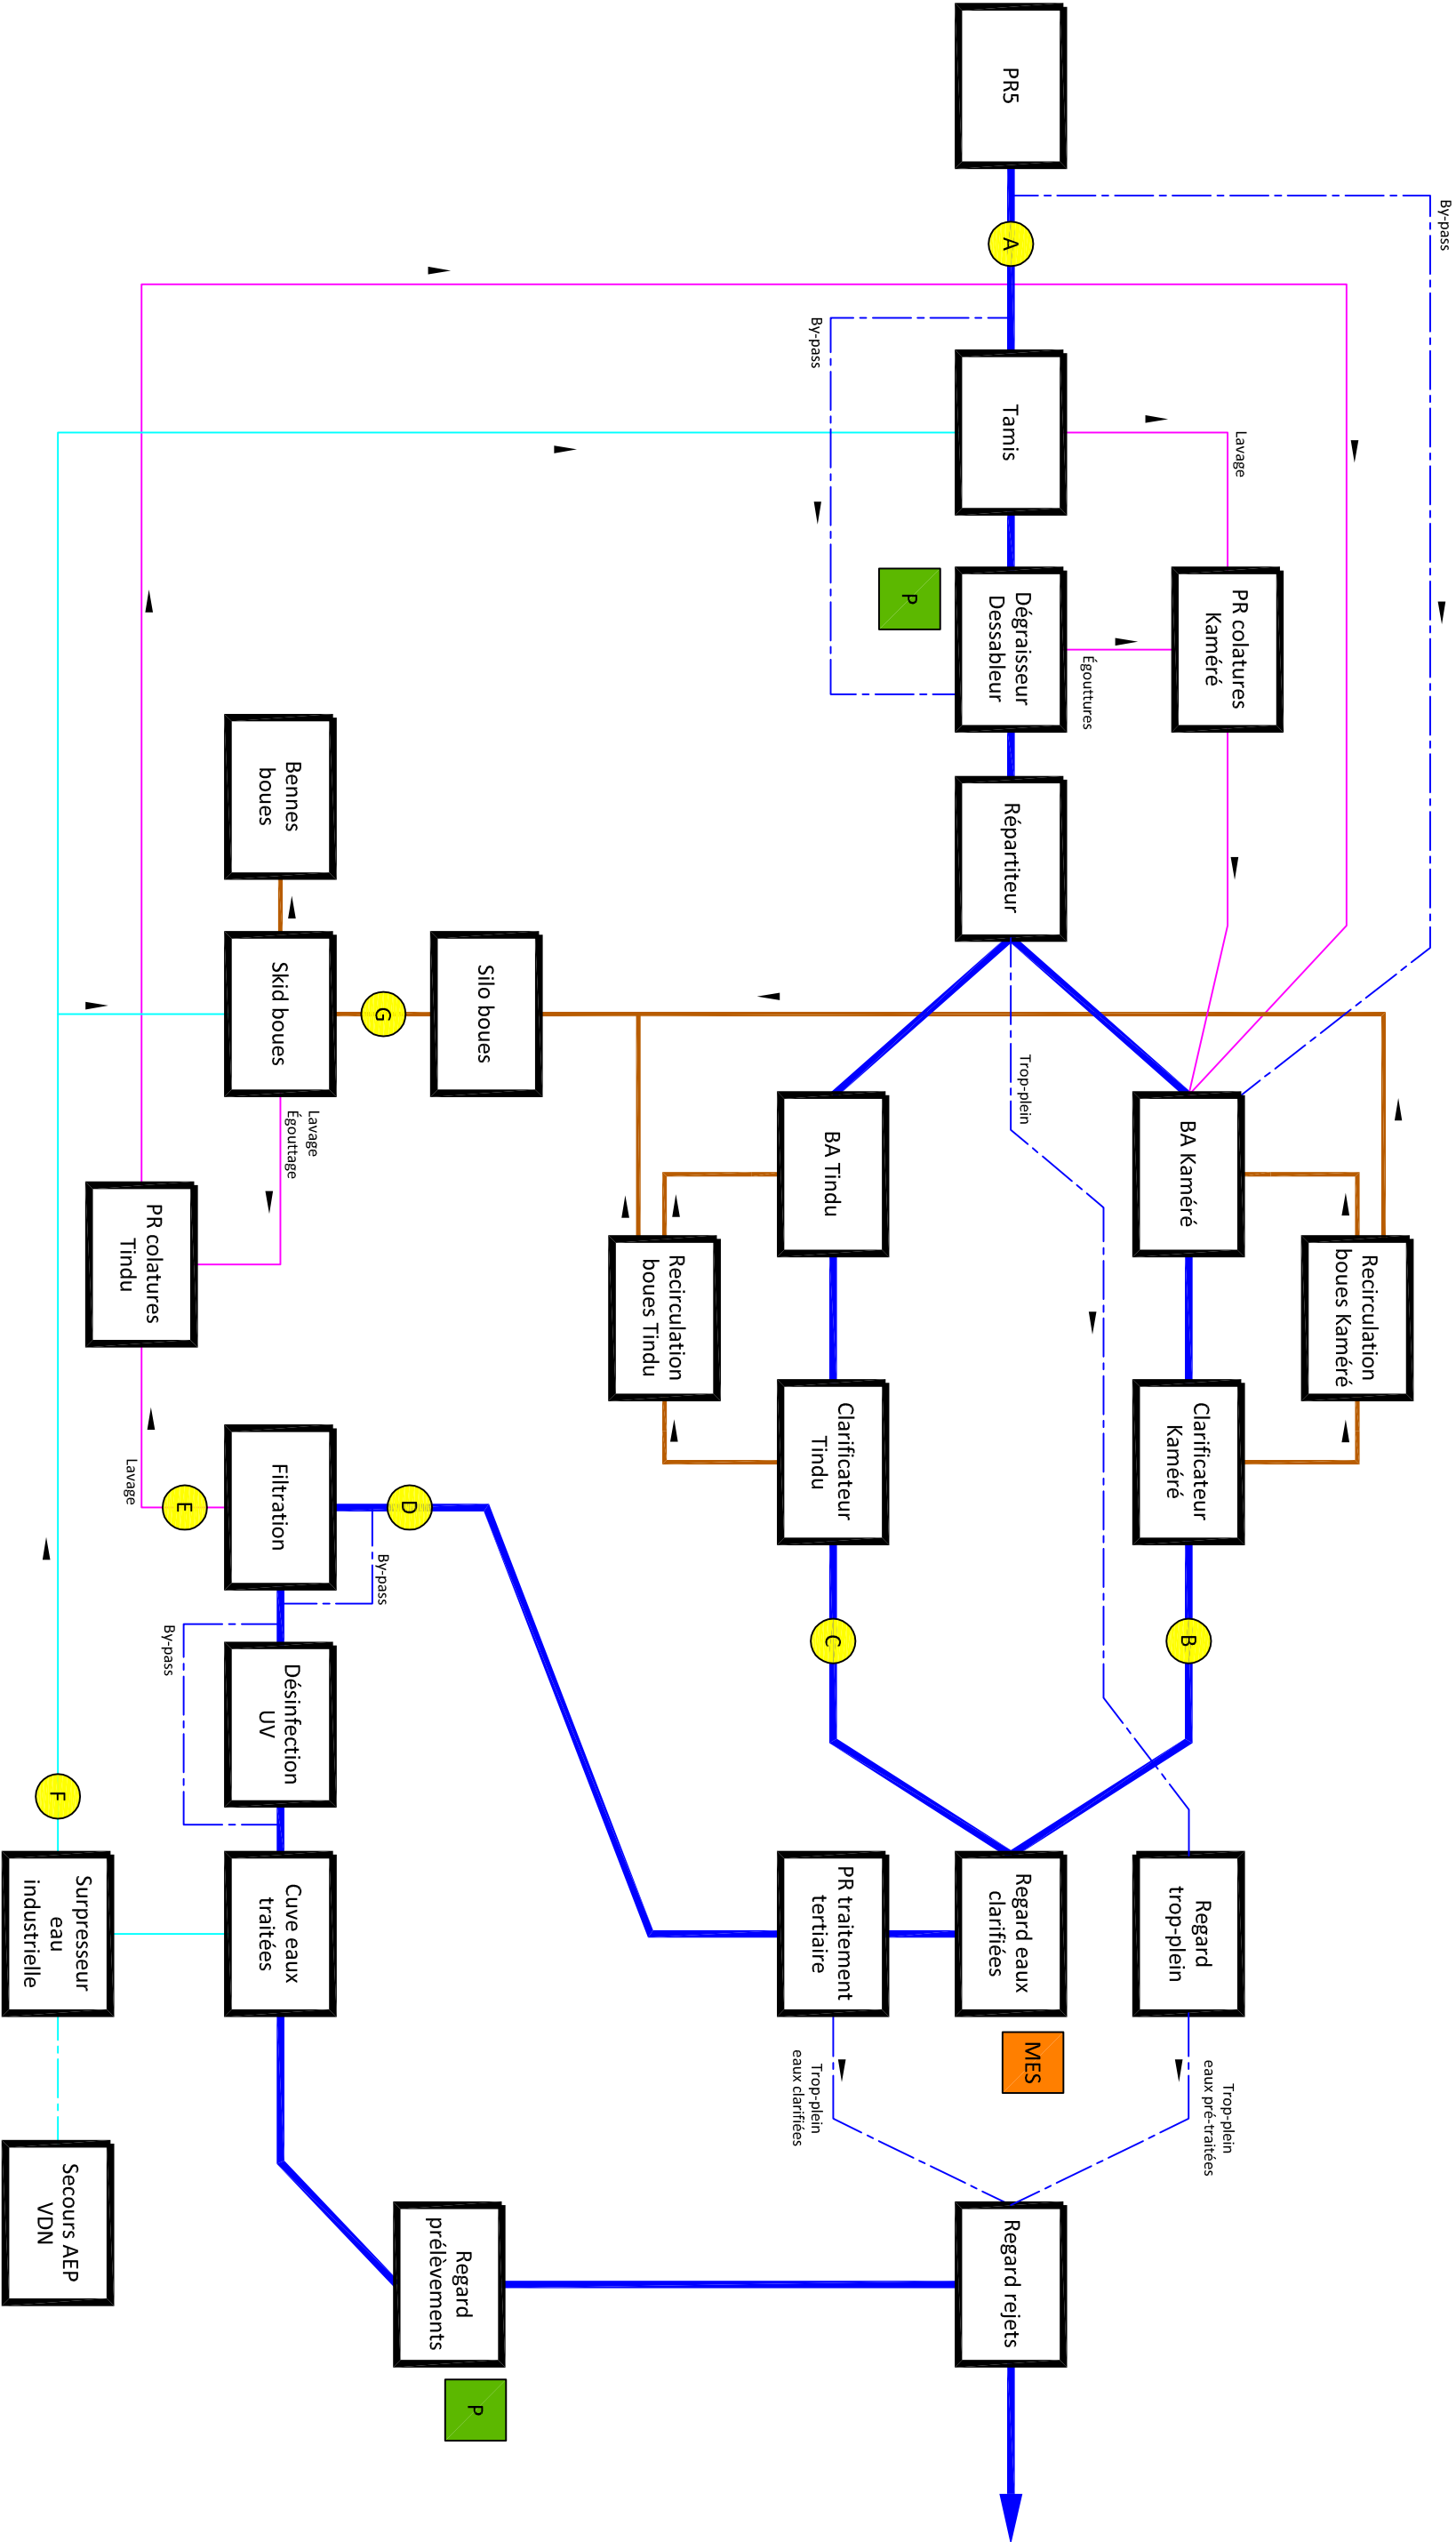 By-pass
Lavage
PR colatures
Kaméré
Égouttures
Recirculation
boues Kaméré
BA Kaméré
Clarificateur
Kaméré
B
Regard
trop-plein
Trop-plein
eaux pré-traitées
PR5
A
Tamis
Dégraisseur
Dessableur
Répartiteur
Trop-plein
Regard eaux
clarifiées
MES
Regard rejets
By-pass
P
BA Tindu
Clarificateur
Tindu
C
PR traitement
tertiaire
Trop-plein
eaux clarifiées
Recirculation
boues Tindu
Silo boues
G
D
By-pass
Regard
prélèvements
P
Bennes
boues
Skid boues
Lavage
Égouttage
Filtration
Désinfection
UV
Cuve eaux
traitées
PR colatures
Tindu
Lavage
E
By-pass
F
Surpresseur
eau
industrielle
Secours AEP
VDN